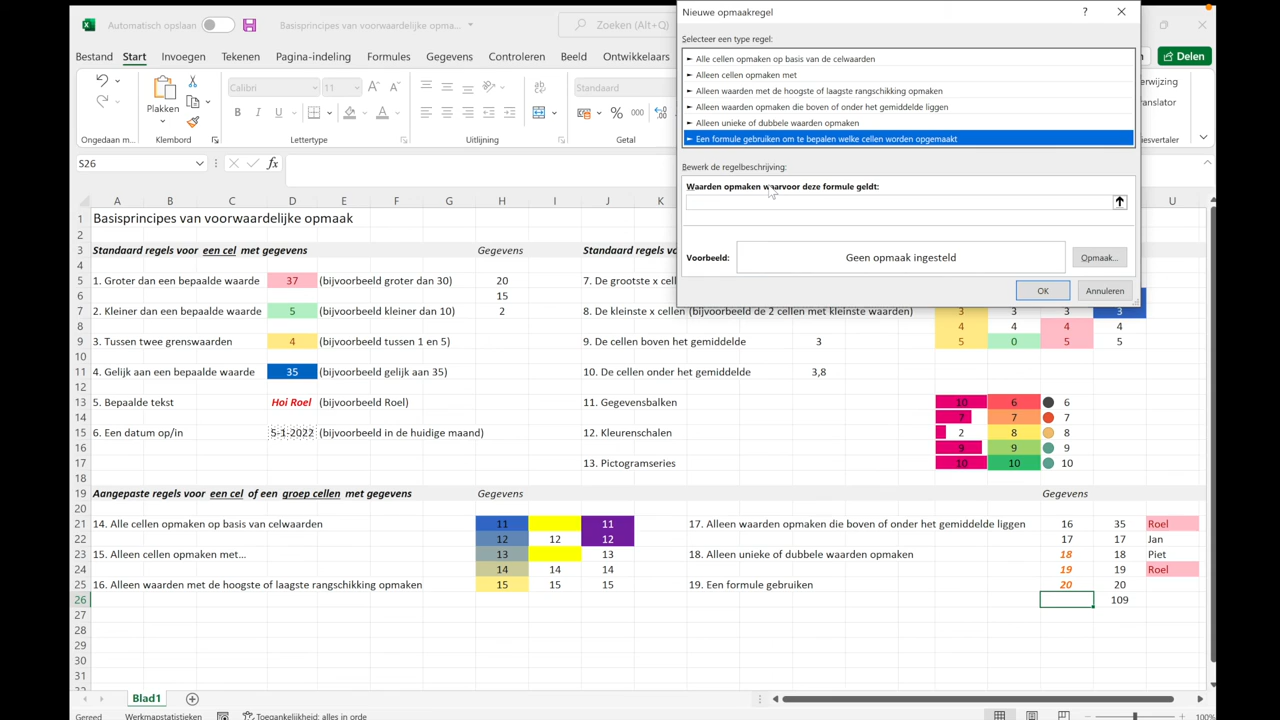 Automatisch opslaan
Basisprincipes van voorwaardelijke opma...
Zoeken (Alt+Q)
Nieuwe opmaakregel
?
Selecteer een type regel:
► Alle cellen opmaken op basis van de celwaarden
► Alleen cellen opmaken met
► Alleen waarden met de hoogste of laagste rangschikking opmaken
► Alleen waarden opmaken die boven of onder het gemiddelde liggen
► Alleen unieke of dubbele waarden opmaken
► Een formule gebruiken om te bepalen welke cellen worden opgemaakt
Bewerk de regelbeschrijving:
Waarden opmaken waarvoor deze formule geldt:
Voorbeeld: Geen opmaak ingesteld Opmaak...
OK Annuleren
Bestand Start Invoegen Tekenen Pagina-indeling Formules Gegevens Controleren Beeld Ontwikkelaars
Delen
Plakken
Calibri 11
B I U
Standaard
% 000
Ongedaan m... Klembord Lettertype Uitlijning Getal
S26 fx
A B C D E F G H I J K U
1 Basisprincipes van voorwaardelijke opmaak
2
3 Standaard regels voor een cel met gegevens Gegevens
4
5 1. Groter dan een bepaalde waarde 37 (bijvoorbeeld groter dan 30) 20
6 15
7 2. Kleiner dan een bepaalde waarde 5 (bijvoorbeeld kleiner dan 10) 2 8. De kleinste x cellen (bijvoorbeeld de 2 cellen met kleinste waarden) 3 3 3 3
8 4 4 4 4
9 3. Tussen twee grenswaarden 4 (bijvoorbeeld tussen 1 en 5) 9. De cellen boven het gemiddelde 3 5 0 5 5
10
11 4. Gelijk aan een bepaalde waarde 35 (bijvoorbeeld gelijk aan 35) 10. De cellen onder het gemiddelde 3,8
12
13 5. Bepaalde tekst Hoi Roel (bijvoorbeeld Roel) 11. Gegevensbalken 10 6 6
14 7 7 7
15 6. Een datum op/in 5-1-2022 (bijvoorbeeld in de huidige maand) 12. Kleurenschalen 2 8 8
16 9 9 9
17 13. Pictogramseries 10 10 10
18
19 Aangepaste regels voor een cel of een groep cellen met gegevens Gegevens Gegevens
20
21 14. Alle cellen opmaken op basis van celwaarden 11 11 17. Alleen waarden opmaken die boven of onder het gemiddelde liggen 16 35 Roel
22 12 12 12 17 17 Jan
23 15. Alleen cellen opmaken met... 13 13 18. Alleen unieke of dubbele waarden opmaken 18 18 Piet
24 14 14 14 19 19 Roel
25 16. Alleen waarden met de hoogste of laagste rangschikking opmaken 15 15 15 19. Een formule gebruiken 20 20
26 109
27
28
29
30
31
Blad1
Gereed Werkmapstatistieken Toegankelijkheid: alles in orde 100%